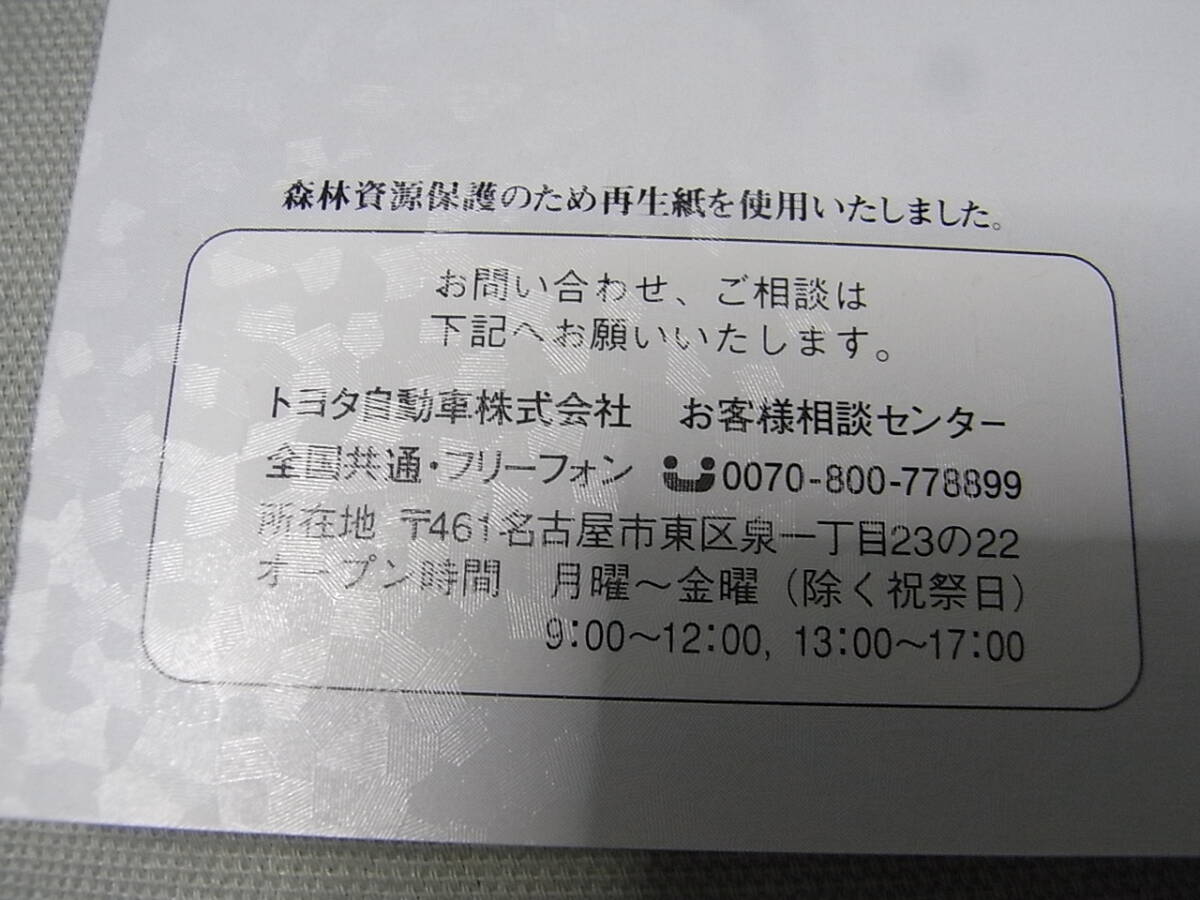 森林資源保護のため再生紙を使用いたしました。
お問い合わせ、ご相談は
下記へお願いいたします。
トヨタ自動車株式会社　お客様相談センター
全国共通・フリーフォン 0070-800-778899
所在地 〒461名古屋市東区泉一丁目23の22
オープン時間　月曜～金曜（除く祝祭日）
9:00～12:00, 13:00～17:00